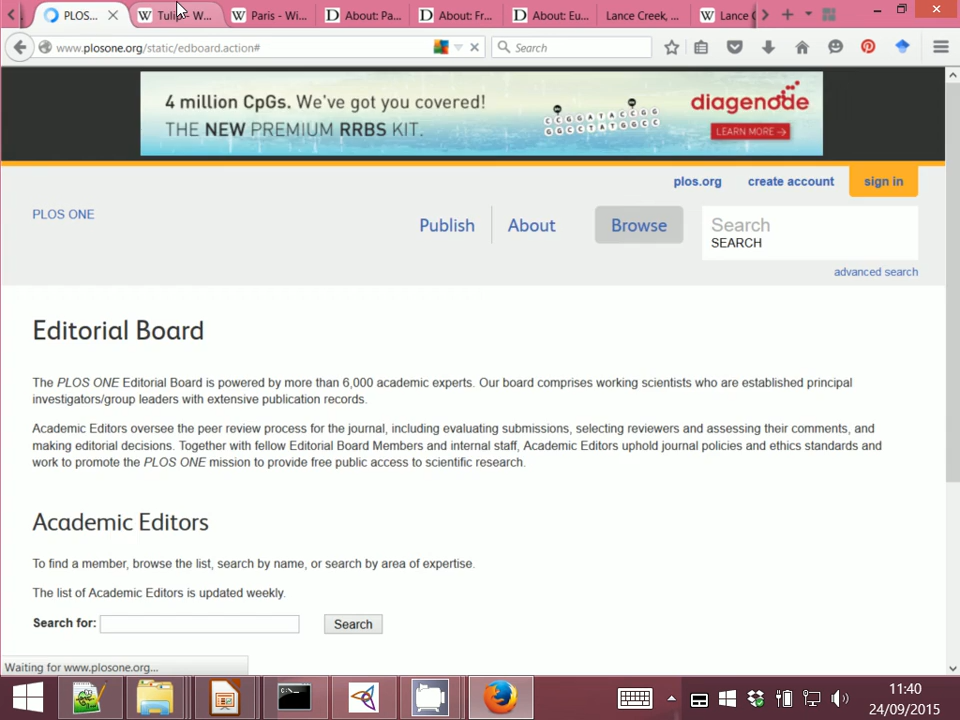 PLOS...
Tulip - W...
Paris - Wi...
About: Pa...
About: Fr...
About: Eu...
Lance Creek, ...
Lance C
www.plosone.org/static/edboard.action#
Search
4 million CpGs. We've got you covered!
THE NEW PREMIUM RRBS KIT.
CCGGATACCGG
GGCCTATGGCC
diagenode
LEARN MORE
plos.org
create account
sign in
PLOS ONE
Publish
About
Browse
Search
SEARCH
advanced search
Editorial Board
The PLOS ONE Editorial Board is powered by more than 6,000 academic experts. Our board comprises working scientists who are established principal
investigators/group leaders with extensive publication records.
Academic Editors oversee the peer review process for the journal, including evaluating submissions, selecting reviewers and assessing their comments, and
making editorial decisions. Together with fellow Editorial Board Members and internal staff, Academic Editors uphold journal policies and ethics standards and
work to promote the PLOS ONE mission to provide free public access to scientific research.
Academic Editors
To find a member, browse the list, search by name, or search by area of expertise.
The list of Academic Editors is updated weekly.
Search for:
Search
Waiting for www.plosone.org...
11:40
24/09/2015